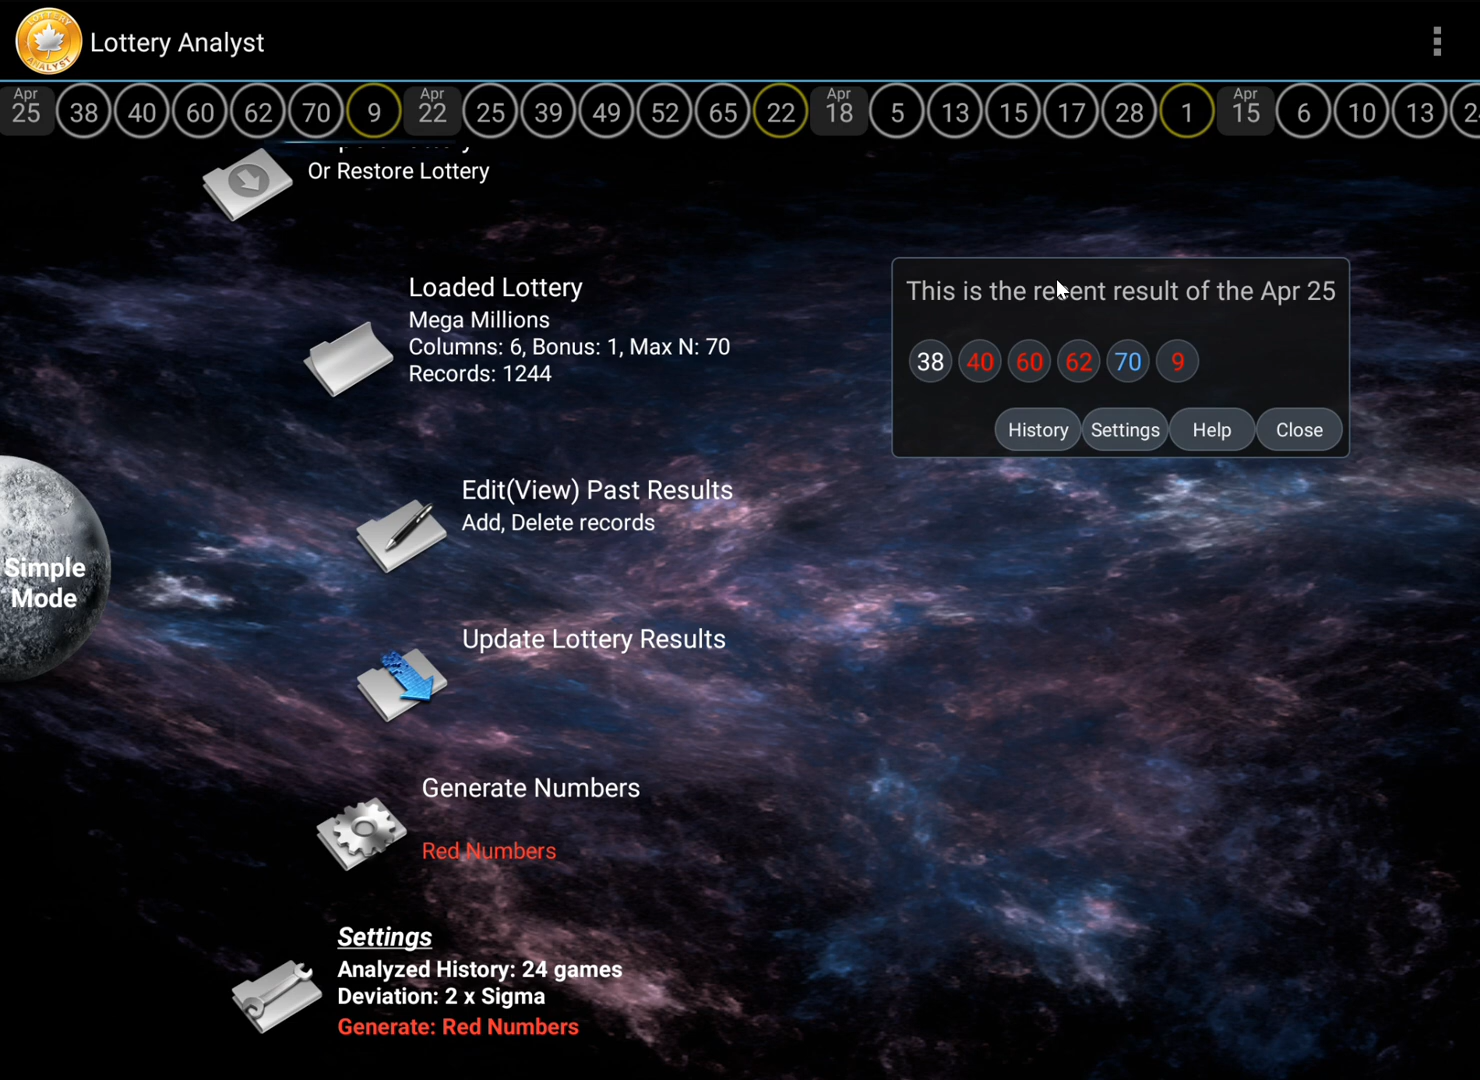 LOTTERY
ANALYST
Lottery Analyst
Apr 25 38 40 60 62 70 9 Apr 22 25 39 49 52 65 22 Apr 18 5 13 15 17 28 1 Apr 15 6 10 13
Or Restore Lottery
Loaded Lottery
Mega Millions
Columns: 6, Bonus: 1, Max N: 70
Records: 1244
This is the recent result of the Apr 25
38 40 60 62 70 9
History Settings Help Close
Edit(View) Past Results
Add, Delete records
Simple
Mode
Update Lottery Results
Generate Numbers
Red Numbers
Settings
Analyzed History: 24 games
Deviation: 2 x Sigma
Generate: Red Numbers